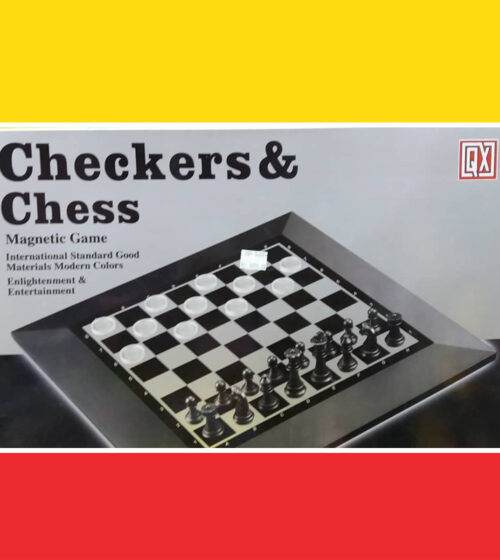 Checkers &
Chess
Magnetic Game
International Standard Good
Materials Modern Colors
Enlightenment &
Entertainment
QX